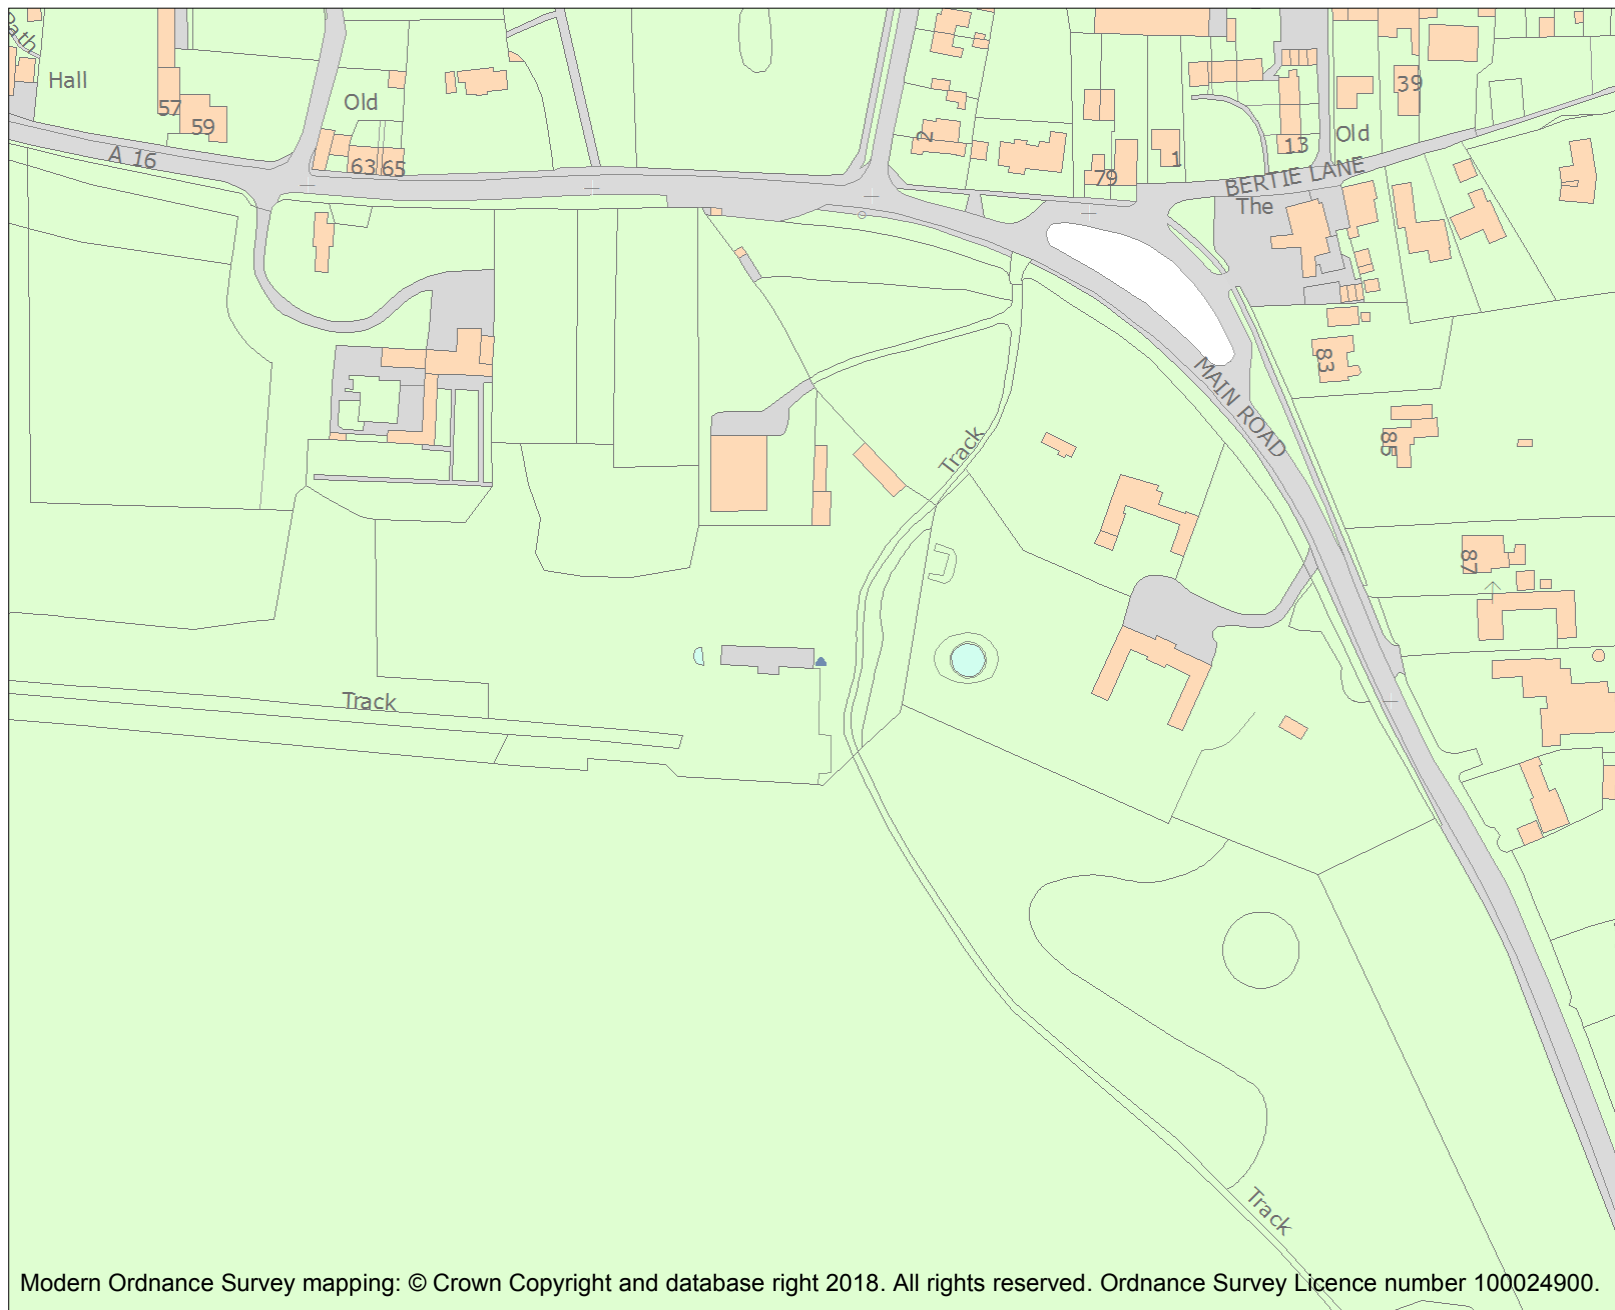 Path
Hall
57
59
Old
A 16
63 65
2
79
1
13
39
Old
BERTIE LANE
The
83
MAIN ROAD
85
Track
87
Track
Track
Modern Ordnance Survey mapping: © Crown Copyright and database right 2018. All rights reserved. Ordnance Survey Licence number 100024900.